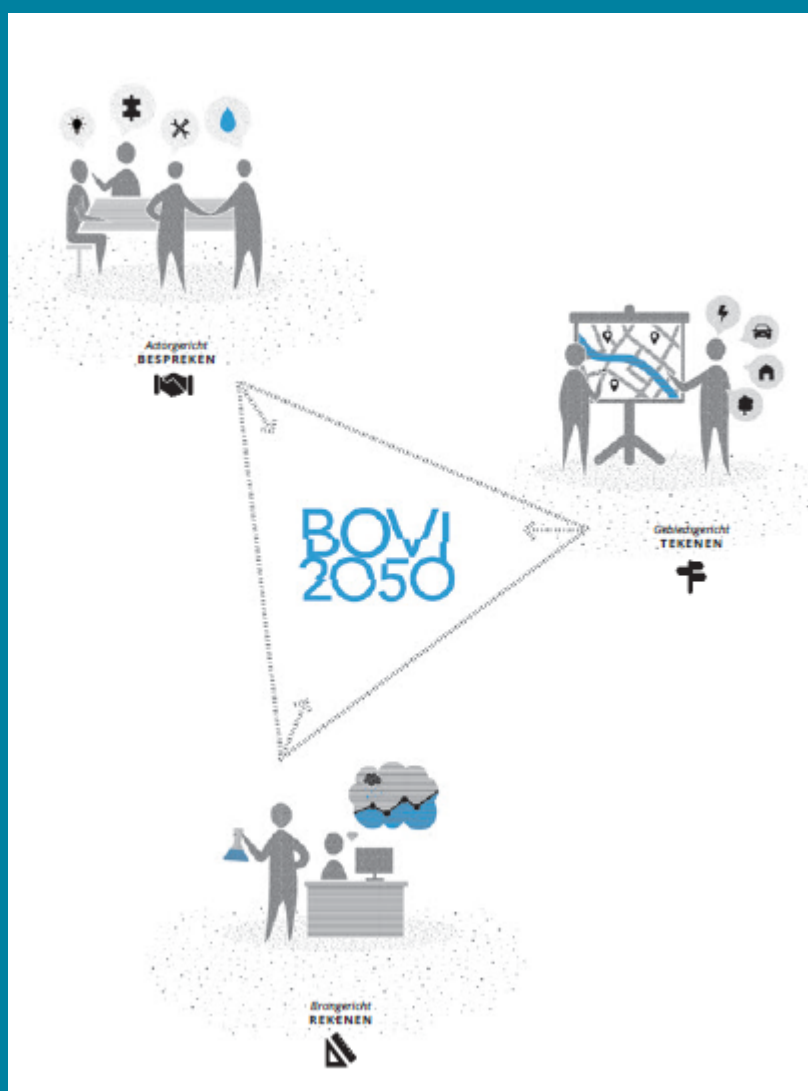 Actorgericht
BESPREKEN
Gebiedsgericht
TEKENEN
BOVI
2050
Brongericht
REKENEN